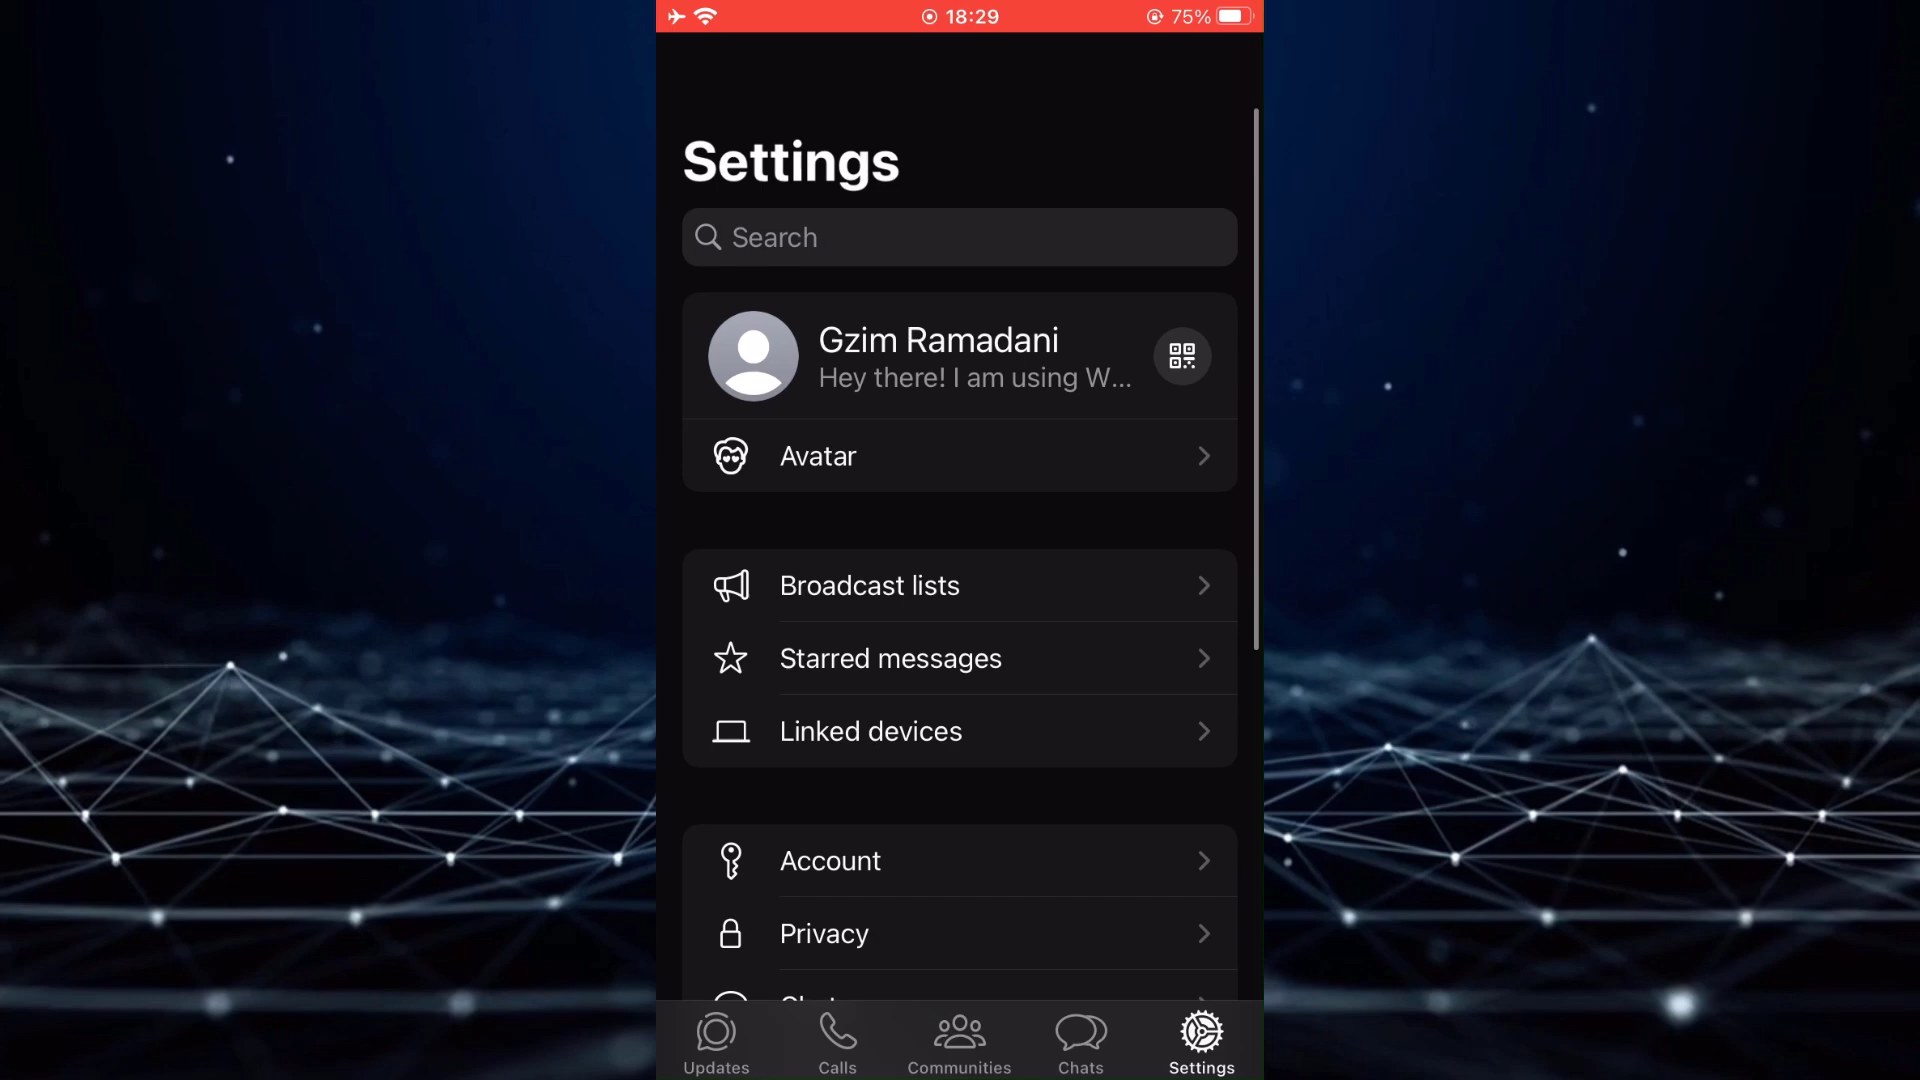 18:29
75%
Settings
Search
Gzim Ramadani
Hey there! I am using W...
Avatar
Broadcast lists
Starred messages
Linked devices
Account
Privacy
Updates
Calls
Communities
Chats
Settings